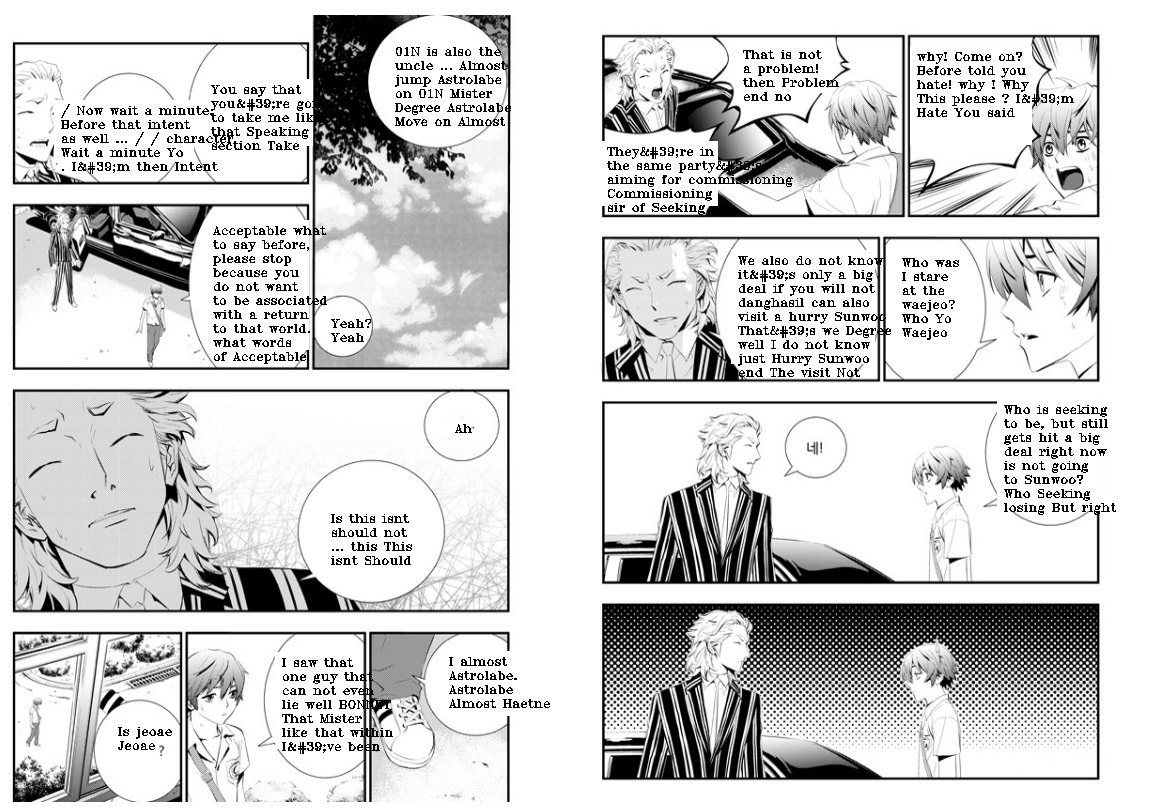 / Now wait a minute,
Before that intent
as well ... / / character
Wait a minute Yo
. I&#39;m then Intent
You say that
you&#39;re go
to take me lik
that Speaking
section Take
01N is also the
uncle ... Almost
jump Astrolabe
on 01N Mister
Degree Astrolabe
Move on Almost
Acceptable what
to say before,
please stop
because you
do not want
to be associated
with a return
to that world.
what words
of Acceptable
Yeah?
Yeah
Ah
Is this isnt
should not
... this This
isnt Should
Is jeoae
Jeoae ?
I saw that
one guy that
can not even
lie well BONNET
That Mister
like that within
I&#39;ve been
I almost
Astrolabe.
Astrolabe
Almost Haetne
That is not
a problem!
then Problem
end no
They&#39;re in
the same party&#39;s
aiming for commissioning
Commissioning
sir of Seeking
why! Come on?
Before told you
hate! why ! Why
This please ? I&#39;m
Hate You said
We also do not know
it&#39;s only a big
deal if you will not
danghasil can also
visit a hurry Sunwoo
That&#39;s we Degree
well I do not know
just Hurry Sunwoo
end The visit Not
Who was
I stare
at the
waejeo?
Who Yo
Waejeo
네!
Who is seeking
to be, but still
gets hit a big
deal right now
is not going
to Sunwoo?
Who Seeking
losing But right